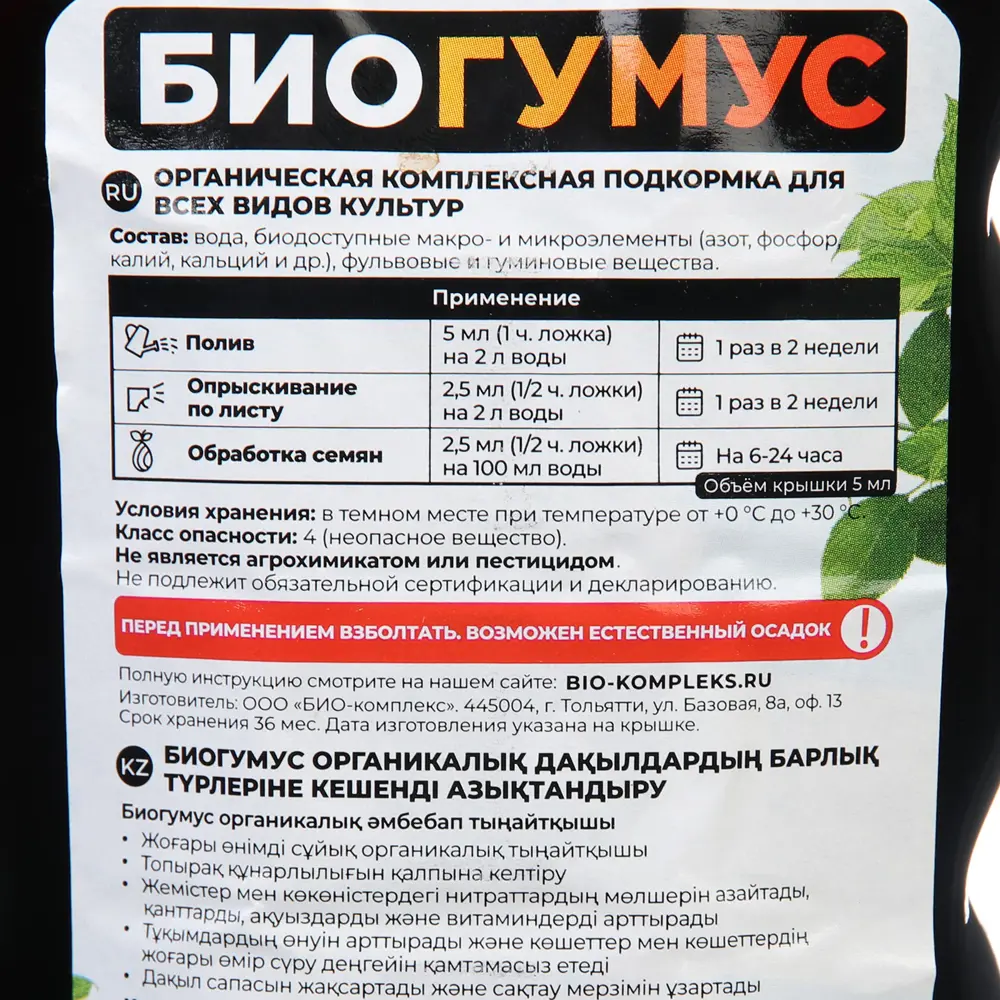 БИОГУМУС
RU ОРГАНИЧЕСКАЯ КОМПЛЕКСНАЯ ПОДКОРМКА ДЛЯ
ВСЕХ ВИДОВ КУЛЬТУР
Состав: вода, биодоступные макро- и микроэлементы (азот, фосфор,
калий, кальций и др.), фульвовые и гуминовые вещества.
Применение
Полив 5 мл (1 ч. ложка) на 2 л воды 1 раз в 2 недели
Опрыскивание по листу 2,5 мл (1/2 ч. ложки) на 2 л воды 1 раз в 2 недели
Обработка семян 2,5 мл (1/2 ч. ложки) на 100 мл воды На 6-24 часа
Объём крышки 5 мл
Условия хранения: в темном месте при температуре от +0 °C до +30 °C.
Класс опасности: 4 (неопасное вещество).
Не является агрохимикатом или пестицидом.
Не подлежит обязательной сертификации и декларированию.
ПЕРЕД ПРИМЕНЕНИЕМ ВЗБОЛТАТЬ. ВОЗМОЖЕН ЕСТЕСТВЕННЫЙ ОСАДОК !
Полную инструкцию смотрите на нашем сайте: BIO-KOMPLEKS.RU
Изготовитель: ООО «БИО-комплекс». 445004, г. Тольятти, ул. Базовая, 8а, оф. 13
Срок хранения 36 мес. Дата изготовления указана на крышке.
KZ БИОГУМУС ОРГАНИКАЛЫҚ ДАҚЫЛДАРДЫҢ БАРЛЫҚ
ТҮРЛЕРІНЕ КЕШЕНДІ АЗЫҚТАНДЫРУ
Биогумус органикалық әмбебап тыңайтқышы
• Жоғары өнімді сұйық органикалық тыңайтқышы
• Топырақ құнарлылығын қалпына келтіру
• Жемістер мен көкөністердегі нитраттардың мөлшерін азайтады,
қанттарды, ақуыздарды және витаминдерді арттырады
• Тұқымдардың өнуін арттырады және көшеттер мен көшеттердің
жоғары өмір сүру деңгейін қамтамасыз етеді
• Дақыл сапасын жақсартады және сақтау мерзімін ұзартады